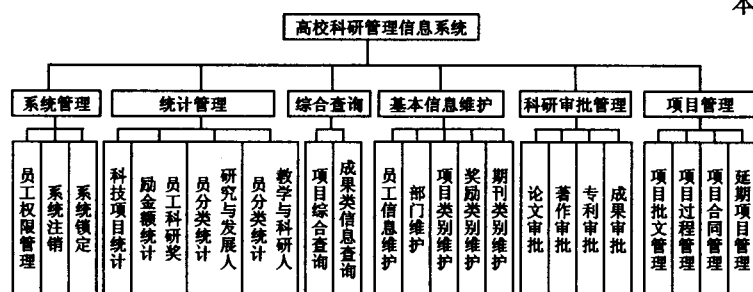 本
高校科研管理信息系统
系统管理
统计管理
综合查询
基本信息维护
科研审批管理
项目管理
员工权限管理
系统注销
系统锁定
科技项目统计
员工科研奖
励金额统计
研究与发展人
员分类统计
教学与科研人
员分类统计
项目综合查询
成果类信息查询
员工信息维护
部门维护
项目类别维护
奖励类别维护
期刊类别维护
论文审批
著作审批
专利审批
成果审批
项目批文管理
项目过程管理
项目合同管理
延期项目管理